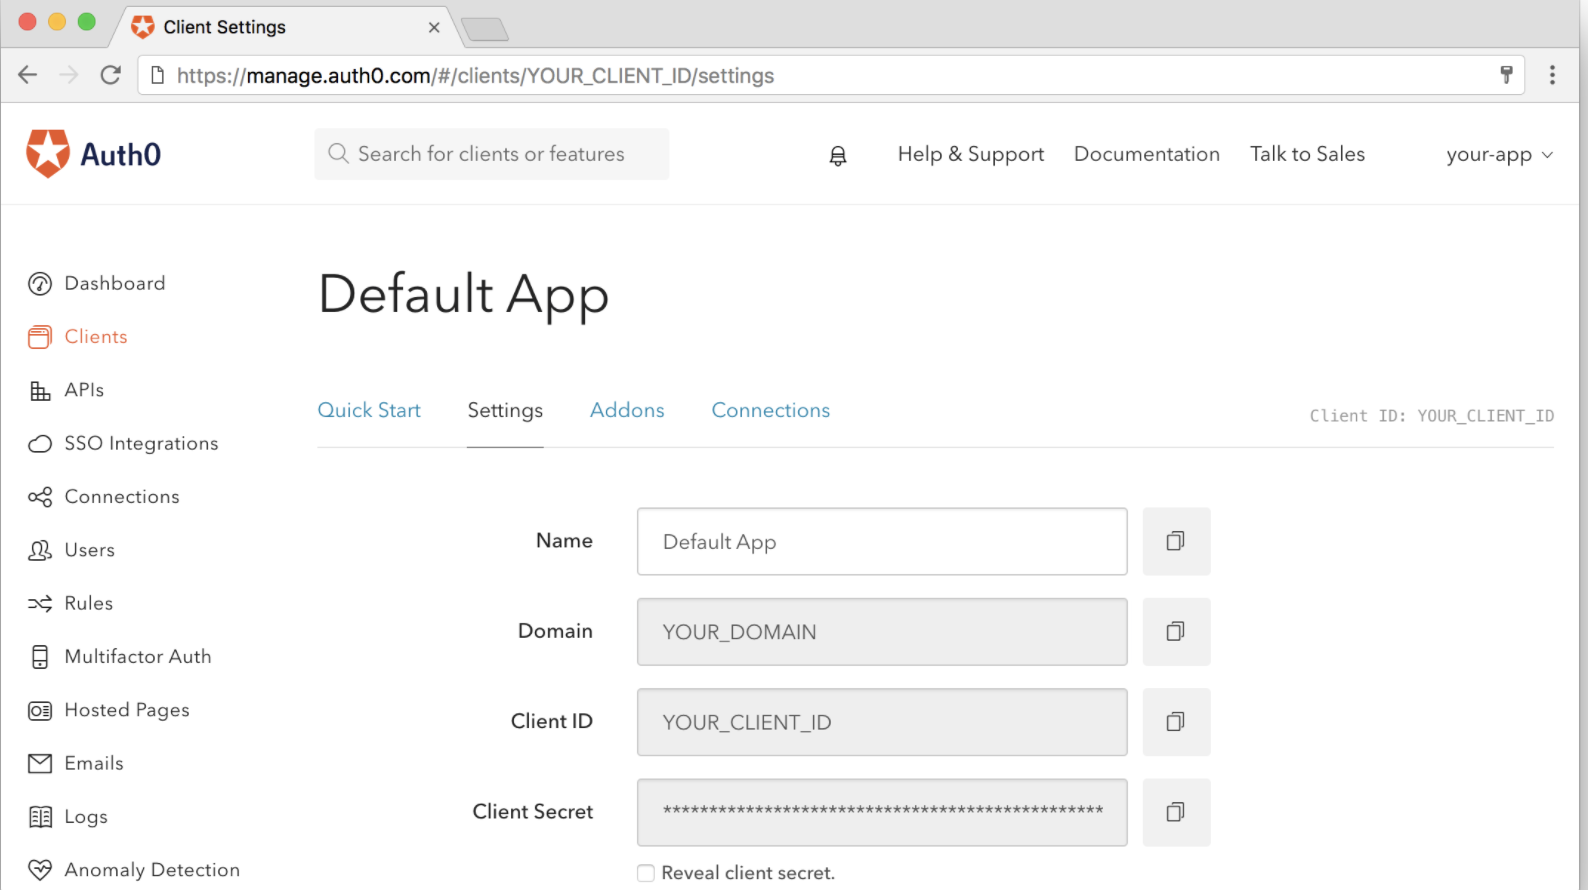 Client Settings
https://manage.auth0.com/#/clients/YOUR_CLIENT_ID/settings
Auth0
Search for clients or features
Help & Support
Documentation
Talk to Sales
your-app
Dashboard
Clients
APIs
SSO Integrations
Connections
Users
Rules
Multifactor Auth
Hosted Pages
Emails
Logs
Anomaly Detection
Default App
Quick Start
Settings
Addons
Connections
Client ID: YOUR_CLIENT_ID
Name
Default App
Domain
YOUR_DOMAIN
Client ID
YOUR_CLIENT_ID
Client Secret
************************************************
Reveal client secret.